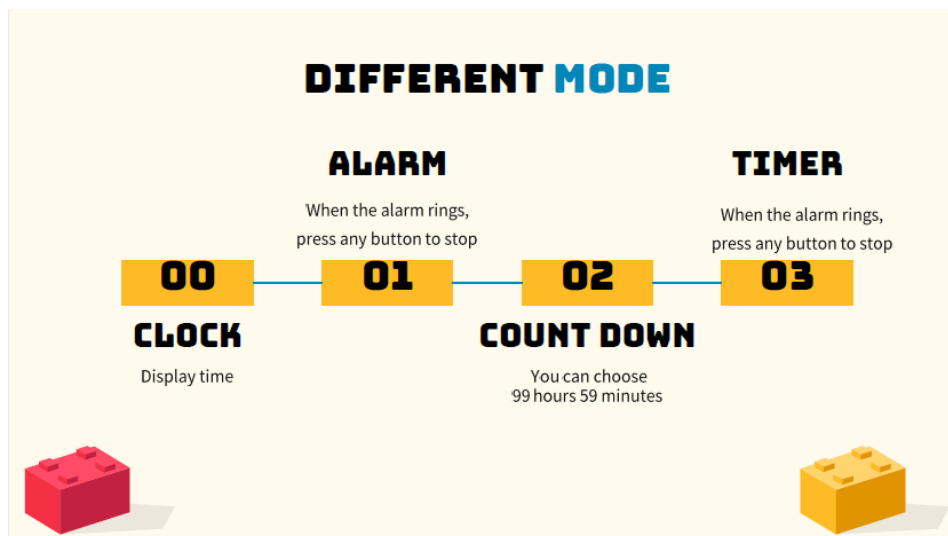 DIFFERENT MODE
ALARM
When the alarm rings,
press any button to stop
TIMER
When the alarm rings,
press any button to stop
00
01
02
03
CLOCK
Display time
COUNT DOWN
You can choose
99 hours 59 minutes